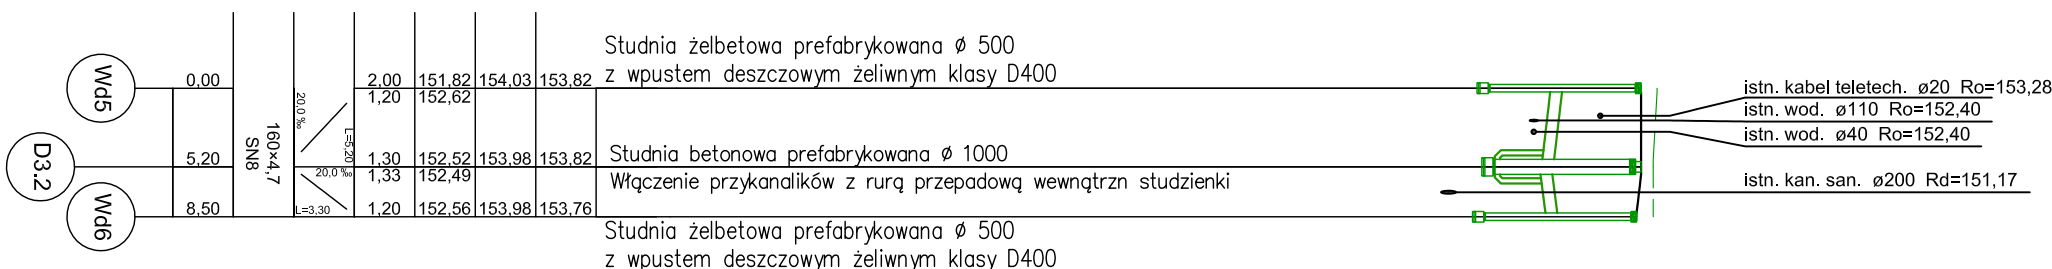 Studnia żelbetowa prefabrykowana ø 500
z wpustem deszczowym żeliwnym klasy D400
Wd5
0,00
2,00 151,82 154,03 153,82
1,20 152,62
20,0 ‰
L=5,20
160×4,7
SN8
istn. kabel teletech. ø20 Ro=153,28
istn. wod. ø110 Ro=152,40
istn. wod. ø40 Ro=152,40
D3.2
5,20
1,30 152,52 153,98 153,82
1,33 152,49
20,0 ‰
L=3,30
Studnia betonowa prefabrykowana ø 1000
Włączenie przykanalików z rurą przepadową wewnątrzn studzienki
istn. kan. san. ø200 Rd=151,17
Wd6
8,50
1,20 152,56 153,98 153,76
Studnia żelbetowa prefabrykowana ø 500
z wpustem deszczowym żeliwnym klasy D400